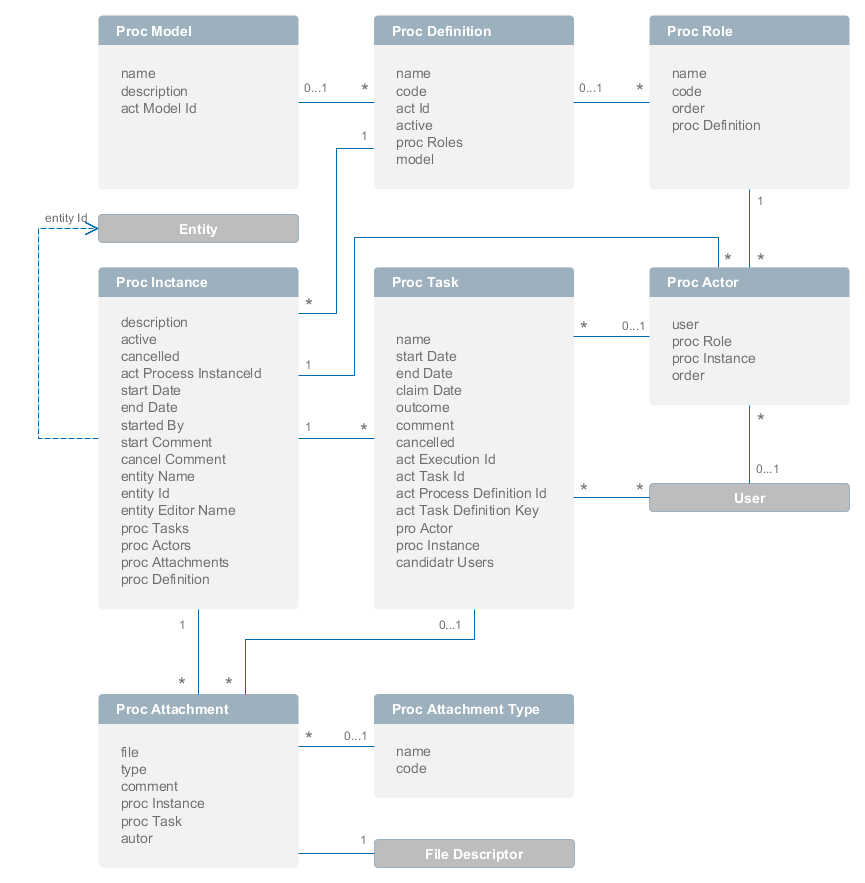 Proc Model
name
description
act Model Id
0...1
*
Proc Definition
name
code
act Id
active
proc Roles
model
0...1
*
Proc Role
name
code
order
proc Definition
1
1
*
*
entity Id
Entity
Proc Inctance
description
active
cancelled
act Process InstanceId
start Date
end Date
started By
start Comment
cancel Comment
entity Name
entity Id
entity Editor Name
proc Tasks
proc Actors
proc Attachments
proc Definition
*
1
1
*
Proc Task
name
start Date
end Date
claim Date
outcome
comment
cancelled
act Execution Id
act Task Id
act Process Definition Id
act Task Definition Key
pro Actor
proc Instance
candidatr Users
*
0...1
*
*
Proc Actor
user
proc Role
proc Instance
order
*
0...1
User
1
0...1
*
*
Proc Attachment
file
type
comment
proc Instance
proc Task
autor
*
0...1
1
Proc Attachment Type
name
code
File Descriptor